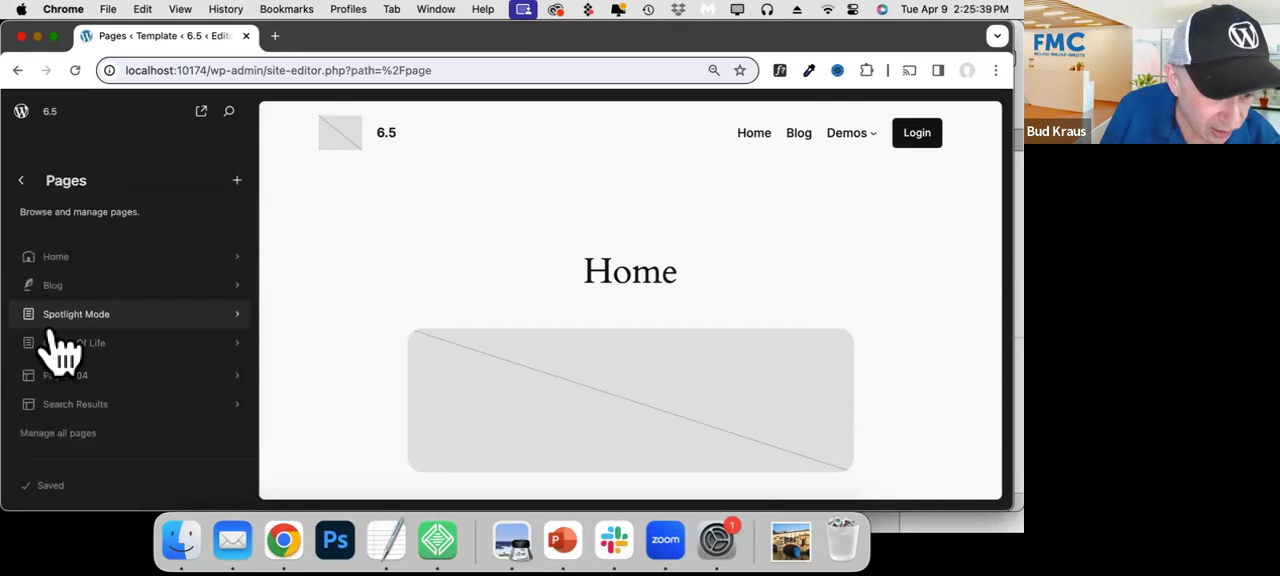 Chrome File Edit View History Bookmarks Profiles Tab Window Help Tue Apr 9 2:25:39 PM
Pages ‹ Template ‹ 6.5 ‹ Edit
localhost:10174/wp-admin/site-editor.php?path=%2Fpage
FMC
Bud Kraus
6.5
Pages
Browse and manage pages.
Home
Blog
Spotlight Mode
Of Life
04
Search Results
Manage all pages
Saved
6.5
Home Blog Demos Login
Home
Ps
zoom
1